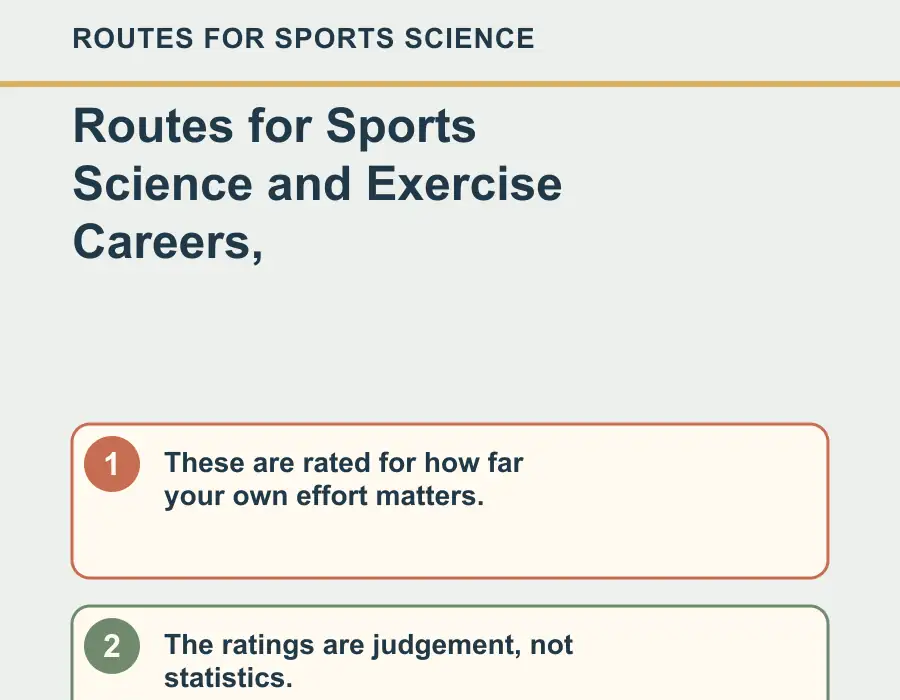 ROUTES FOR SPORTS SCIENCE
Routes for Sports
Science and Exercise
Careers,
1
These are rated for how far
your own effort matters.
2
The ratings are judgement, not
statistics.